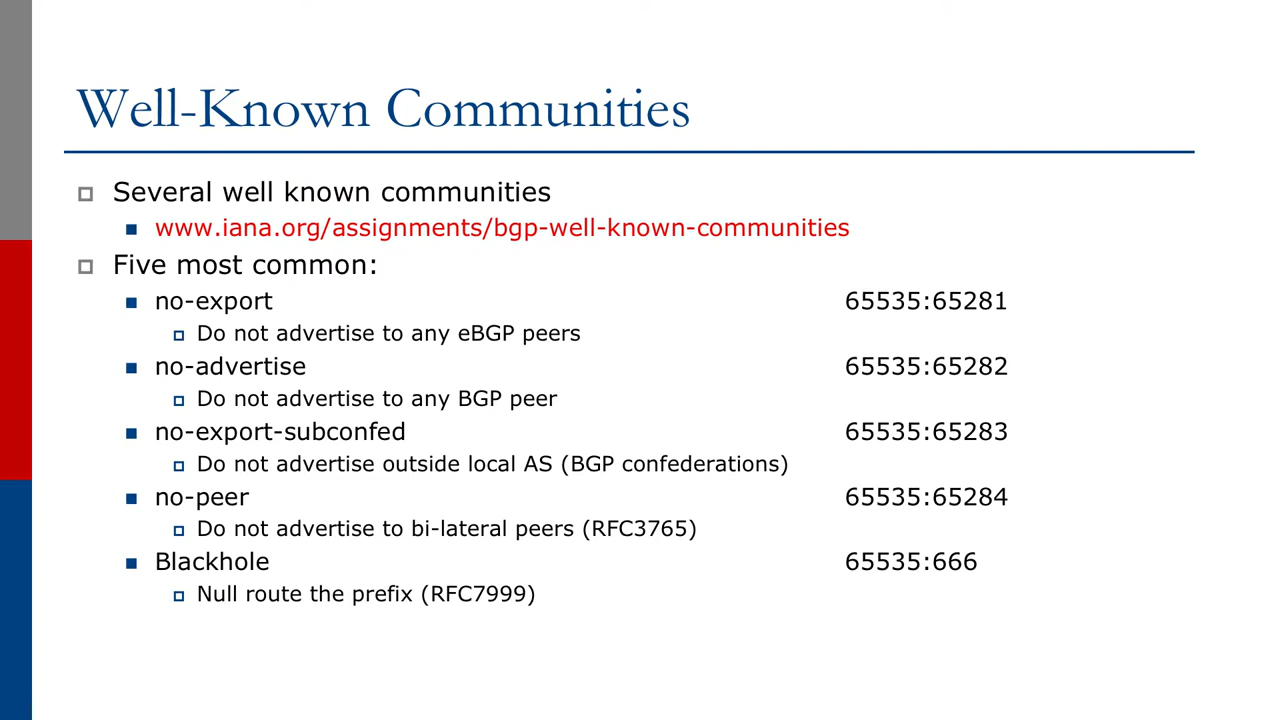 Well-Known Communities
Several well known communities
www.iana.org/assignments/bgp-well-known-communities
Five most common:
no-export 65535:65281
Do not advertise to any eBGP peers
no-advertise 65535:65282
Do not advertise to any BGP peer
no-export-subconfed 65535:65283
Do not advertise outside local AS (BGP confederations)
no-peer 65535:65284
Do not advertise to bi-lateral peers (RFC3765)
Blackhole 65535:666
Null route the prefix (RFC7999)